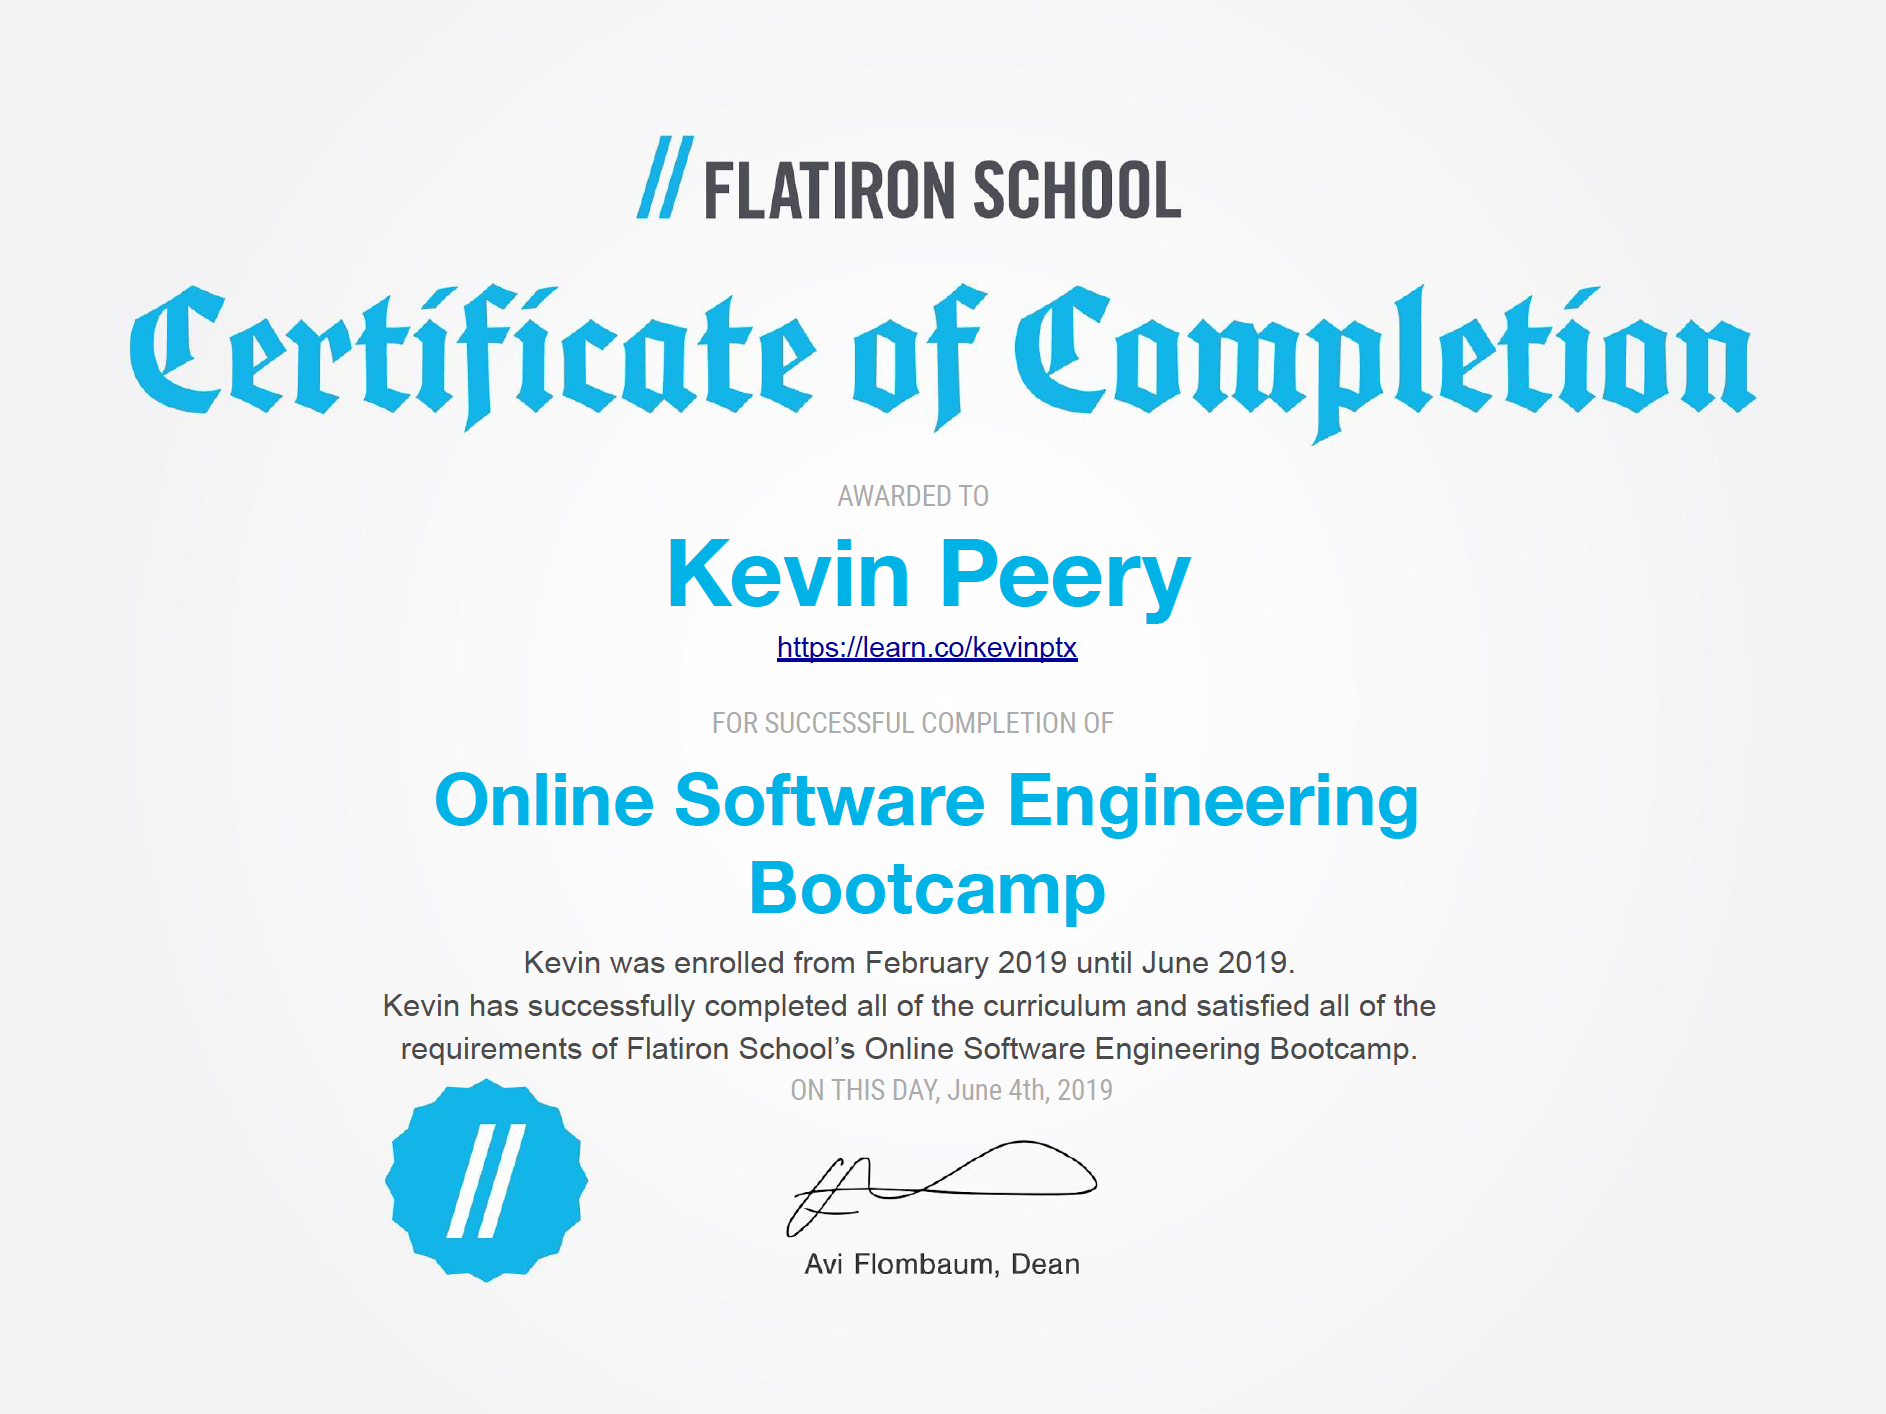 // FLATIRON SCHOOL
Certificate of Completion
AWARDED TO
Kevin Peery
https://learn.co/kevinptx
FOR SUCCESSFUL COMPLETION OF
Online Software Engineering
Bootcamp
Kevin was enrolled from February 2019 until June 2019.
Kevin has successfully completed all of the curriculum and satisfied all of the
requirements of Flatiron School’s Online Software Engineering Bootcamp.
ON THIS DAY, June 4th, 2019
//
Avi Flombaum, Dean